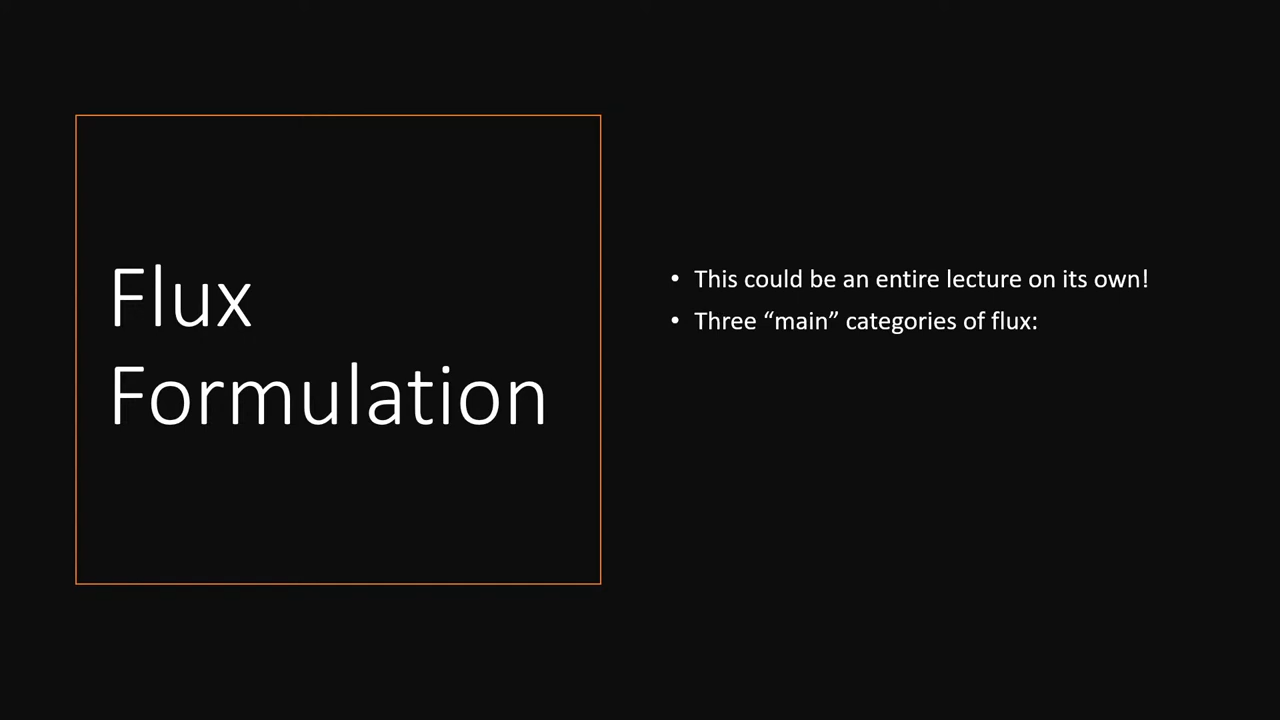 Flux
Formulation
• This could be an entire lecture on its own!
• Three “main” categories of flux: